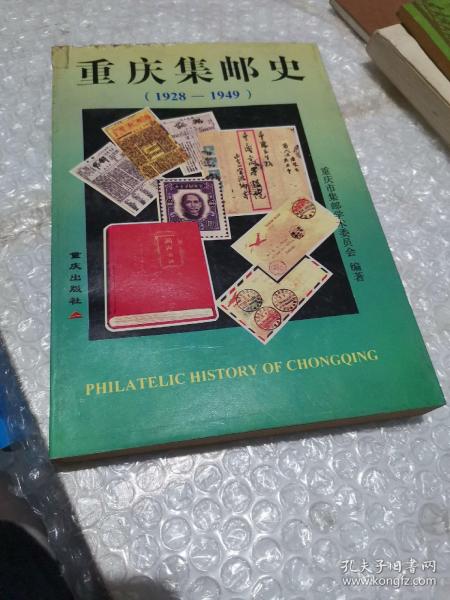 重庆集邮史
(1928—1949)
重庆市集邮学术委员会 编著
重庆出版社
PHILATELIC HISTORY OF CHONGQING
孔夫子旧书网
www.kongfz.com